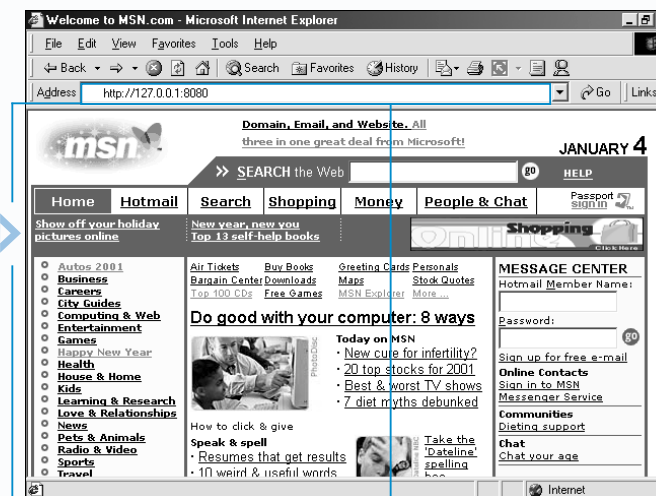 Welcome to MSN.com - Microsoft Internet Explorer
File Edit View Favorites Tools Help
Back Search Favorites History
Address http://127.0.0.1:8080 Go Links
msn
Domain, Email, and Website. All
three in one great deal from Microsoft!
JANUARY 4
>> SEARCH the Web go HELP
Home Hotmail Search Shopping Money People & Chat Passport sign in
Show off your holiday
pictures online
New year, new you
Top 13 self-help books
Online Shopping
Click Here
Autos 2001
Business
Careers
City Guides
Computing & Web
Entertainment
Games
Happy New Year
Health
House & Home
Kids
Learning & Research
Love & Relationships
News
Pets & Animals
Radio & Video
Sports
Travel
Air Tickets Buy Books Greeting Cards Personals
Bargain Center Downloads Maps Stock Quotes
Top 100 CDs Free Games MSN Explorer More ...
Do good with your computer: 8 ways
PhotoDisc
Today on MSN
· New cure for infertility?
· 20 top stocks for 2001
· Best & worst TV shows
· 7 diet myths debunked
How to click & give
Speak & spell
· Resumes that get results
· 10 weird & useful words
Dateline NBC
Take the
'Dateline'
spelling
bee
MESSAGE CENTER
Hotmail Member Name:
Password:
go
Sign up for free e-mail
Online Contacts
Sign in to MSN
Messenger Service
Communities
Dieting support
Chat
Chat your age
Internet